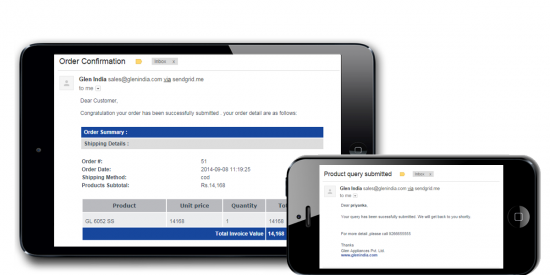 Order Confirmation
Inbox x
Glen India sales@glenindia.com via sendgrid.me
to me
Dear Customer,
Congratulation your order has been successfully submitted . your order detail are as follows:
Order Summary :
Shipping Details :
Order #: 51
Order Date: 2014-09-08 11:19:25
Shipping Method: cod
Products Subtotal: Rs.14,168
Product Unit price Quantity To
GL 6052 SS 14168 1 14168
Total Invoice Value 14,168
Product query submitted
Inbox x
Glen India sales@glenindia.com via sendgrid.me
to me
Dear priyanka,
Your query has been sucessfully submitted. We will get back to you shortly.
For more detail, please call
Thanks
Glen Appliances Pvt. Ltd.
www.glenindia.com